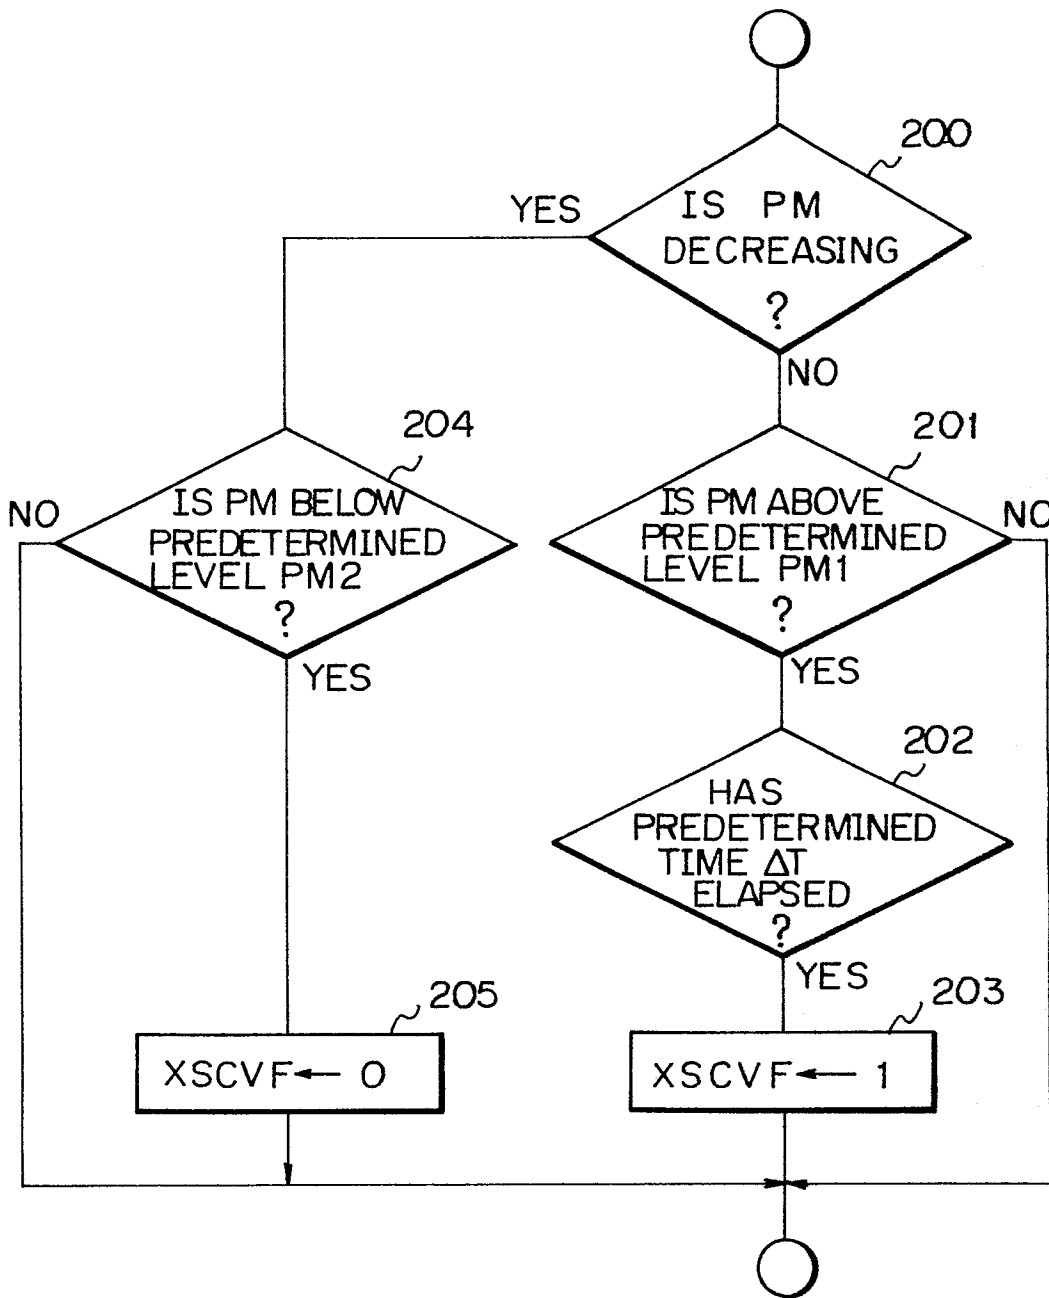 200
YES
IS PM
DECREASING
?
NO
204
201
NO
IS PM BELOW
PREDETERMINED
LEVEL PM2
?
YES
IS PM ABOVE
PREDETERMINED
LEVEL PM1
?
NO
YES
202
HAS
PREDETERMINED
TIME ΔT
ELAPSED
?
YES
205
XSCVF ← 0
203
XSCVF ← 1